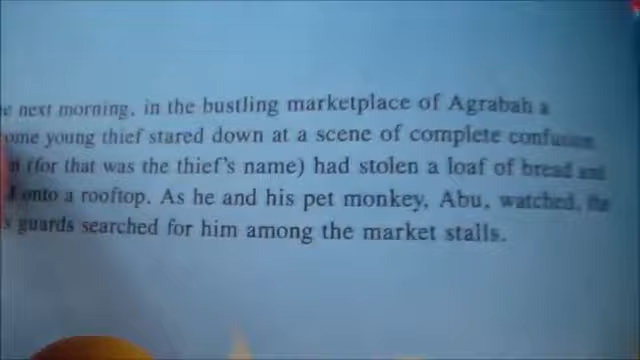 next morning, in the bustling marketplace of Agrabah a
young thief stared down at a scene of complete confusion
(for that was the thief's name) had stolen a loaf of bread and
onto a rooftop. As he and his pet monkey, Abu, watched, the
guards searched for him among the market stalls.